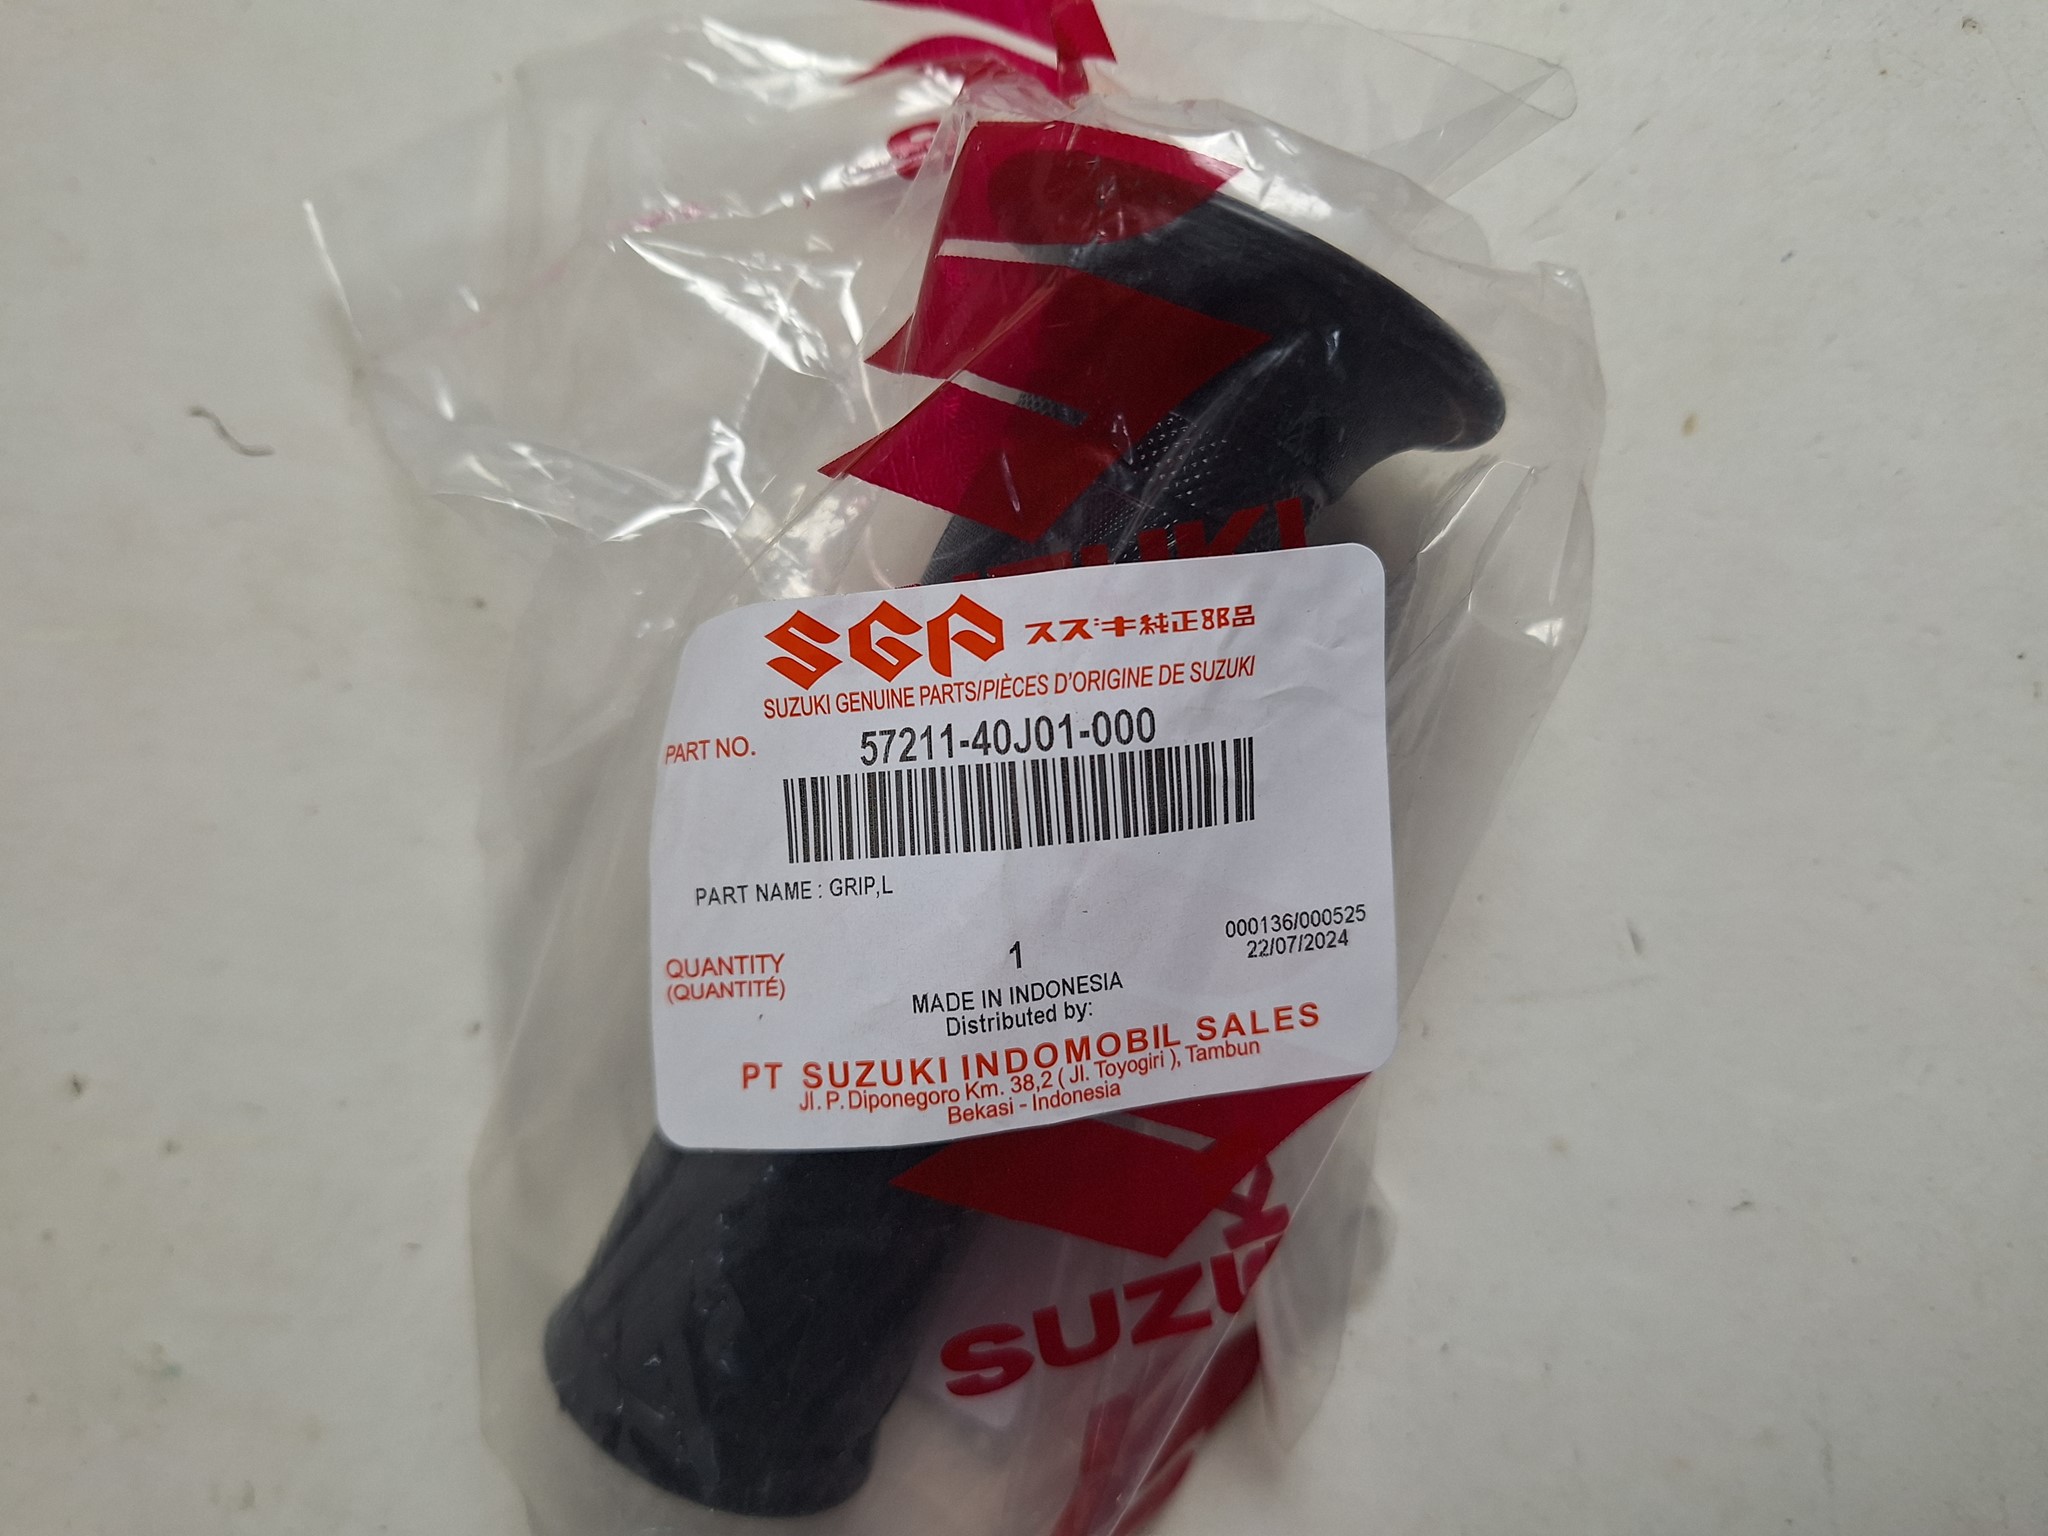 SUZUKI
SGP スズキ純正部品
SUZUKI GENUINE PARTS/PIÈCES D'ORIGINE DE SUZUKI
PART NO. 57211-40J01-000
PART NAME : GRIP,L
000136/000525
QUANTITY 1 22/07/2024
(QUANTITÉ)
MADE IN INDONESIA
Distributed by:
PT SUZUKI INDOMOBIL SALES
Jl. P. Diponegoro Km. 38,2 ( Jl. Toyogiri ), Tambun
Bekasi - Indonesia
SUZU